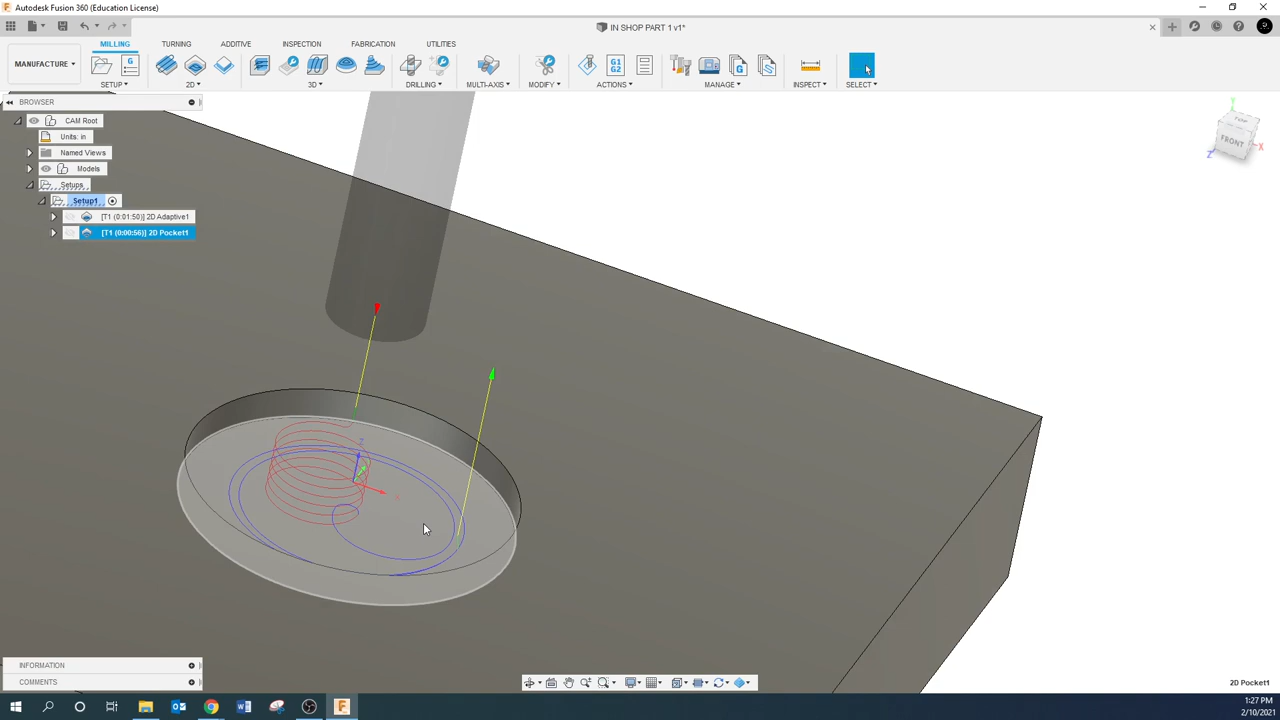 Autodesk Fusion 360 (Education License)
IN SHOP PART 1 v1*
MILLING TURNING ADDITIVE INSPECTION FABRICATION UTILITIES
MANUFACTURE
G G1 G2 G
SETUP 2D 3D DRILLING MULTI-AXIS MODIFY ACTIONS MANAGE INSPECT SELECT
BROWSER
CAM Root
Units: in
Named Views
Models
Setups
Setup1
[T1 (0:01:50)] 2D Adaptive1
[T1 (0:00:56)] 2D Pocket1
Y
TOP
FRONT
X
Z
Z
X
INFORMATION
COMMENTS
2D Pocket1
1:27 PM
2/10/2021